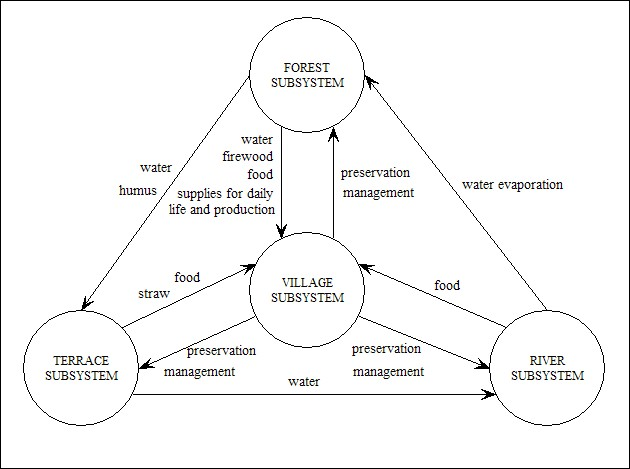 FOREST
SUBSYSTEM
water
firewood
food
supplies for daily
life and production
water
humus
preservation
management
water evaporation
VILLAGE
SUBSYSTEM
food
straw
food
preservation
management
preservation
management
TERRACE
SUBSYSTEM
water
RIVER
SUBSYSTEM